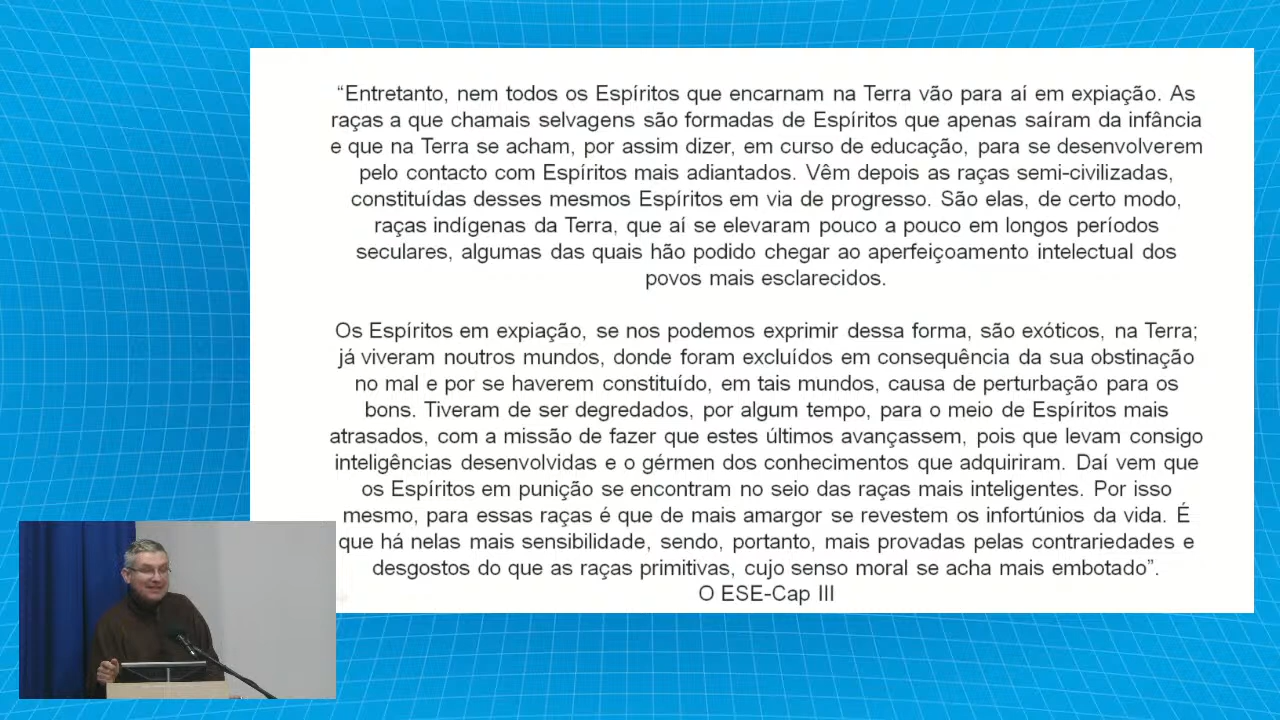 “Entretanto, nem todos os Espíritos que encarnam na Terra vão para aí em expiação. As
raças a que chamais selvagens são formadas de Espíritos que apenas saíram da infância
e que na Terra se acham, por assim dizer, em curso de educação, para se desenvolverem
pelo contacto com Espíritos mais adiantados. Vêm depois as raças semi-civilizadas,
constituídas desses mesmos Espíritos em via de progresso. São elas, de certo modo,
raças indígenas da Terra, que aí se elevaram pouco a pouco em longos períodos
seculares, algumas das quais hão podido chegar ao aperfeiçoamento intelectual dos
povos mais esclarecidos.
Os Espíritos em expiação, se nos podemos exprimir dessa forma, são exóticos, na Terra;
já viveram noutros mundos, donde foram excluídos em consequência da sua obstinação
no mal e por se haverem constituído, em tais mundos, causa de perturbação para os
bons. Tiveram de ser degredados, por algum tempo, para o meio de Espíritos mais
atrasados, com a missão de fazer que estes últimos avançassem, pois que levam consigo
inteligências desenvolvidas e o gérmen dos conhecimentos que adquiriram. Daí vem que
os Espíritos em punição se encontram no seio das raças mais inteligentes. Por isso
mesmo, para essas raças é que de mais amargor se revestem os infortúnios da vida. É
que há nelas mais sensibilidade, sendo, portanto, mais provadas pelas contrariedades e
desgostos do que as raças primitivas, cujo senso moral se acha mais embotado”.
O ESE-Cap III